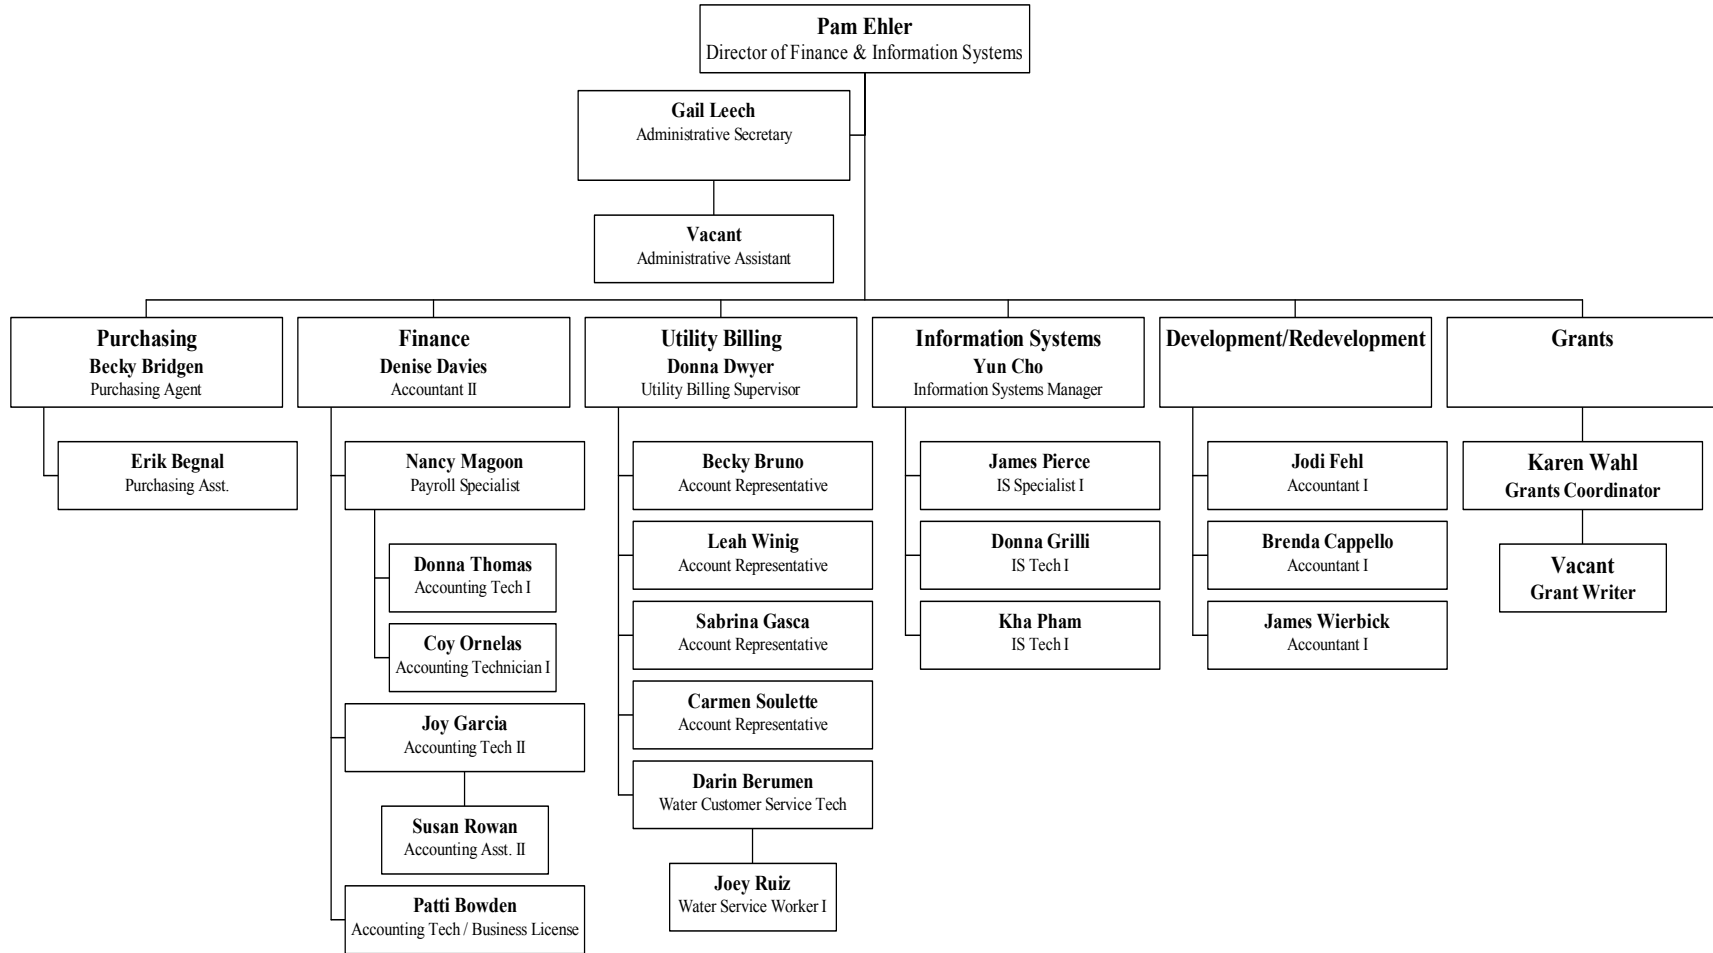 Pam Ehler
Director of Finance & Information Systems
Gail Leech
Administrative Secretary
Vacant
Administrative Assistant
Purchasing
Becky Bridgen
Purchasing Agent
Erik Begnal
Purchasing Asst.
Finance
Denise Davies
Accountant II
Nancy Magoon
Payroll Specialist
Donna Thomas
Accounting Tech I
Coy Ornelas
Accounting Technician I
Joy Garcia
Accounting Tech II
Susan Rowan
Accounting Asst. II
Patti Bowden
Accounting Tech / Business License
Utility Billing
Donna Dwyer
Utility Billing Supervisor
Becky Bruno
Account Representative
Leah Winig
Account Representative
Sabrina Gasca
Account Representative
Carmen Soulette
Account Representative
Darin Berumen
Water Customer Service Tech
Joey Ruiz
Water Service Worker I
Information Systems
Yun Cho
Information Systems Manager
James Pierce
IS Specialist I
Donna Grilli
IS Tech I
Kha Pham
IS Tech I
Development/Redevelopment
Jodi Fehl
Accountant I
Brenda Cappello
Accountant I
James Wierbick
Accountant I
Grants
Karen Wahl
Grants Coordinator
Vacant
Grant Writer